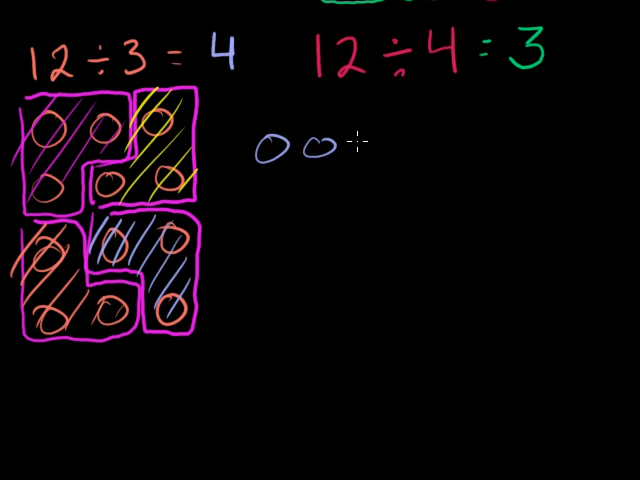 12 ÷ 3 = 4
12 ÷ 4 = 3